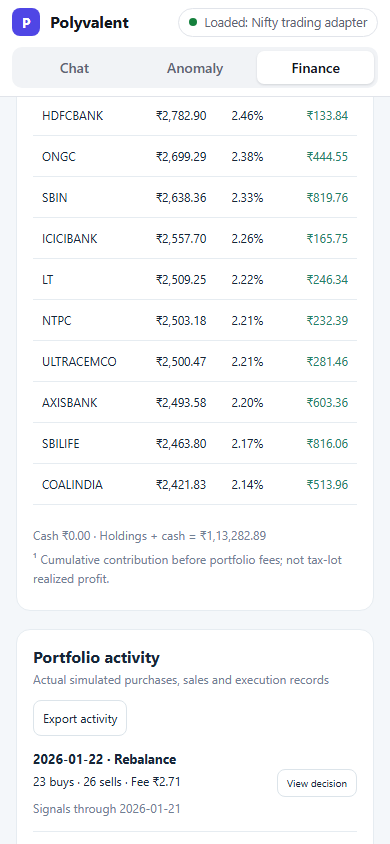 P Polyvalent Loaded: Nifty trading adapter
Chat Anomaly Finance
HDFCBANK ₹2,782.90 2.46% ₹133.84
ONGC ₹2,699.29 2.38% ₹444.55
SBIN ₹2,638.36 2.33% ₹819.76
ICICIBANK ₹2,557.70 2.26% ₹165.75
LT ₹2,509.25 2.22% ₹246.34
NTPC ₹2,503.18 2.21% ₹232.39
ULTRACEMCO ₹2,500.47 2.21% ₹281.46
AXISBANK ₹2,493.58 2.20% ₹603.36
SBILIFE ₹2,463.80 2.17% ₹816.06
COALINDIA ₹2,421.83 2.14% ₹513.96
Cash ₹0.00 · Holdings + cash = ₹1,13,282.89
¹ Cumulative contribution before portfolio fees; not tax-lot
realized profit.
Portfolio activity
Actual simulated purchases, sales and execution records
Export activity
2026-01-22 · Rebalance
23 buys · 26 sells · Fee ₹2.71
View decision
Signals through 2026-01-21